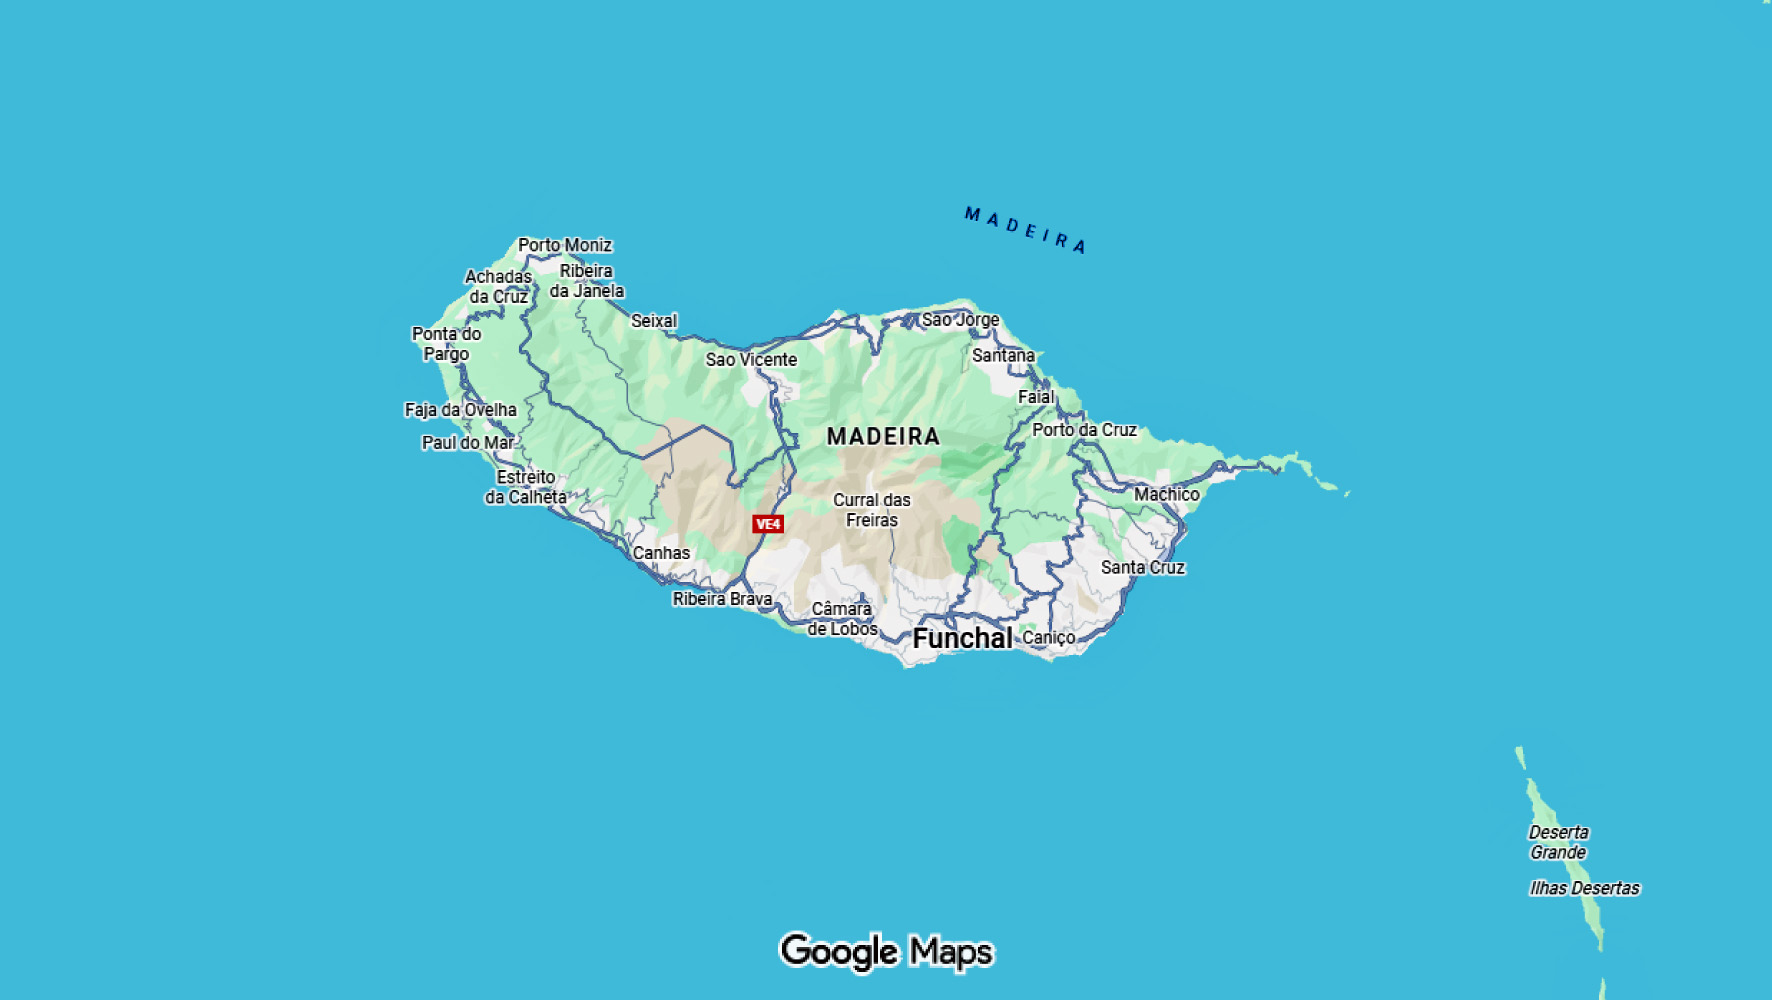 MADEIRA
Porto Moniz
Achadas
da Cruz
Ribeira
da Janela
Seixal
Ponta do
Pargo
Sao Vicente
Sao Jorge
Santana
Faial
Faja da Ovelha
Paul do Mar
MADEIRA
Porto da Cruz
Estreito
da Calheta
Curral das
Freiras
Machico
VE4
Canhas
Santa Cruz
Ribeira Brava
Câmara
de Lobos
Funchal
Caniço
Deserta
Grande
Ilhas Desertas
Google Maps